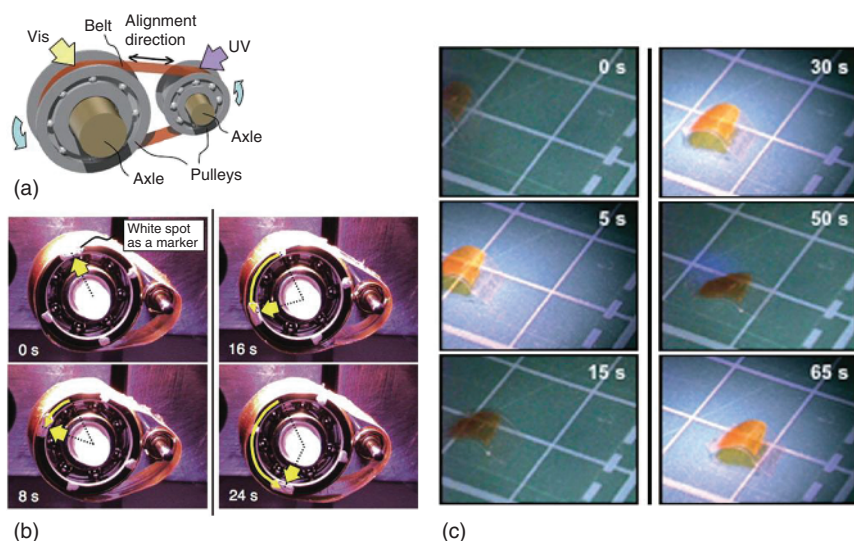 Vis
Belt
Alignment
direction
UV
Axle
Axle
Pulleys
(a)
White spot
as a marker
0 s
16 s
8 s
24 s
(b)
0 s
30 s
5 s
50 s
15 s
65 s
(c)